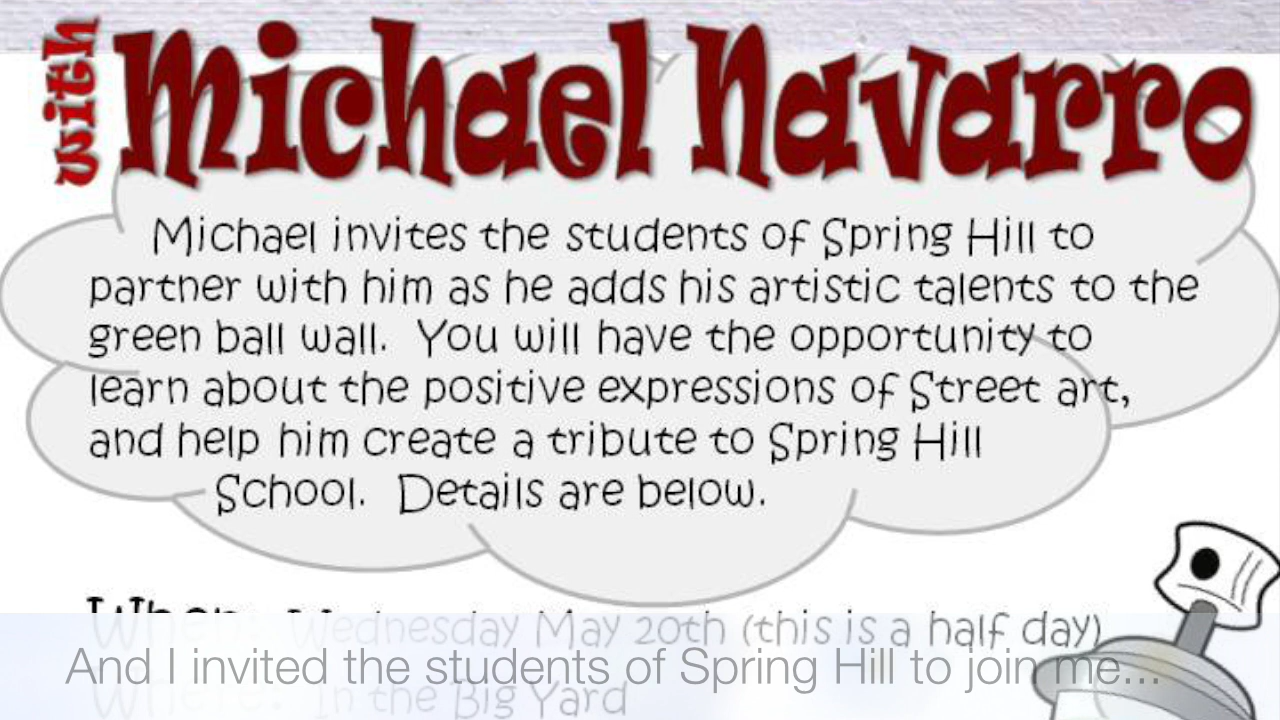 with Michael Navarro
Michael invites the students of Spring Hill to
partner with him as he adds his artistic talents to the
green ball wall. You will have the opportunity to
learn about the positive expressions of Street art,
and help him create a tribute to Spring Hill
School. Details are below.
When: Wednesday May 20th (this is a half day)
And I invited the students of Spring Hill to join me...
Where: In the Big Yard